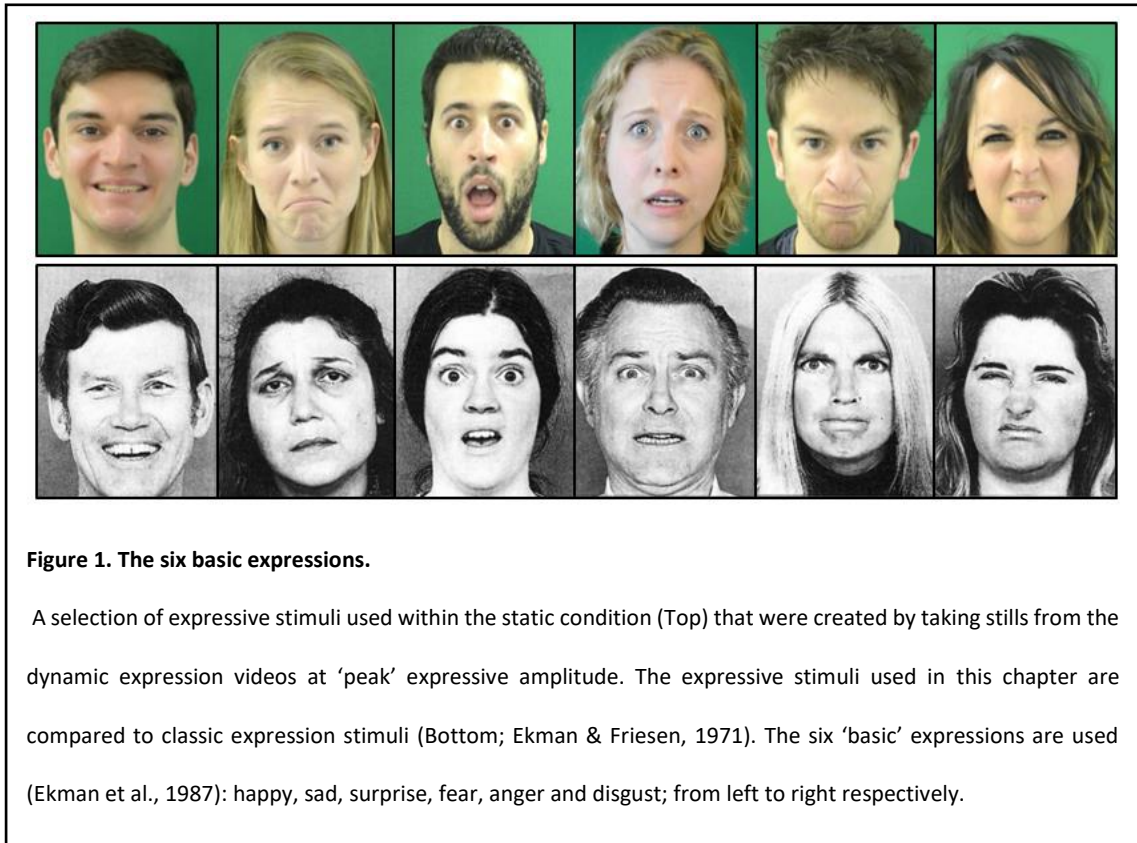 Figure 1. The six basic expressions.
A selection of expressive stimuli used within the static condition (Top) that were created by taking stills from the
dynamic expression videos at ‘peak’ expressive amplitude. The expressive stimuli used in this chapter are
compared to classic expression stimuli (Bottom; Ekman & Friesen, 1971). The six ‘basic’ expressions are used
(Ekman et al., 1987): happy, sad, surprise, fear, anger and disgust; from left to right respectively.